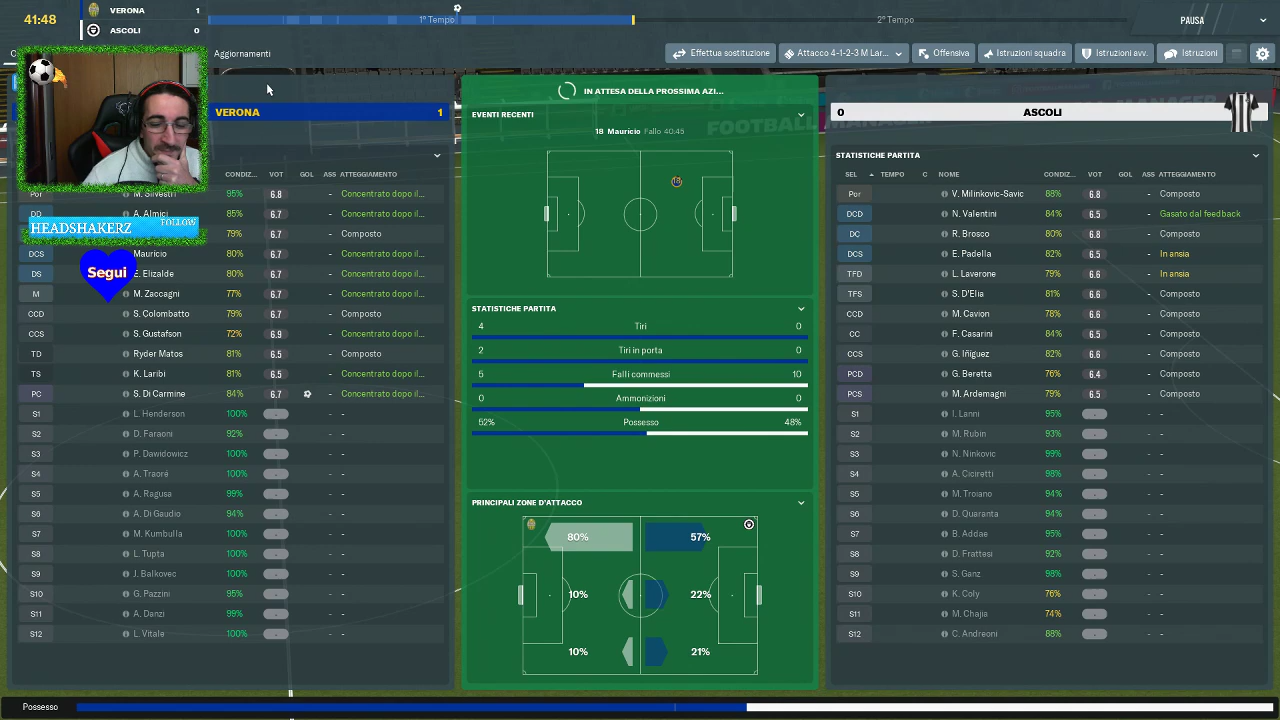 41:48
VERONA 1
ASCOLI 0
1° Tempo
2° Tempo
PAUSA
Aggiornamenti
Effettua sostituzione
Attacco 4-1-2-3 M Lar...
Offensiva
Istruzioni squadra
Istruzioni avv.
Istruzioni
HEADSHAKERZ FOLLOW
Segui
VERONA 1
CONDIZ... VOT GOL ASS ATTEGGIAMENTO
Por M. Silvestri 95% 6.8 - Concentrato dopo il...
DD A. Almici 85% 6.7 - Concentrato dopo il...
79% 6.7 - Composto
DCS Maurício 80% 6.7 - Concentrato dopo il...
DS E. Elizalde 80% 6.7 - Concentrato dopo il...
M M. Zaccagni 77% 6.7 - Concentrato dopo il...
CCD S. Colombatto 79% 6.7 - Composto
CCS S. Gustafson 72% 6.9 - Concentrato dopo il...
TD Ryder Matos 81% 6.5 - Composto
TS K. Laribi 81% 6.5 - Concentrato dopo il...
PC S. Di Carmine 84% 6.7 - Concentrato dopo il...
S1 L. Henderson 100% - - -
S2 D. Faraoni 92% - - -
S3 P. Dawidowicz 100% - - -
S4 A. Traoré 100% - - -
S5 A. Ragusa 99% - - -
S6 A. Di Gaudio 94% - - -
S7 M. Kumbulla 100% - - -
S8 L. Tupta 100% - - -
S9 J. Balkovec 100% - - -
S10 G. Pazzini 95% - - -
S11 A. Danzi 99% - - -
S12 L. Vitale 100% - - -
IN ATTESA DELLA PROSSIMA AZI...
EVENTI RECENTI
18 Maurício Fallo 40:45
18
STATISTICHE PARTITA
4 Tiri 0
2 Tiri in porta 0
5 Falli commessi 10
0 Ammonizioni 0
52% Possesso 48%
PRINCIPALI ZONE D'ATTACCO
80% 57%
10% 22%
10% 21%
FOOTBALL MANAGER
0 ASCOLI
STATISTICHE PARTITA
SEL TEMPO C NOME CONDIZ... VOT GOL ASS ATTEGGIAMENTO
Por V. Milinkovic-Savic 88% 6.8 - Composto
DCD N. Valentini 84% 6.5 - Gasato dal feedback
DC R. Brosco 80% 6.8 - Composto
DCS E. Padella 82% 6.5 - In ansia
TFD L. Laverone 79% 6.6 - In ansia
TFS S. D'Elia 81% 6.6 - Composto
CCD M. Cavion 78% 6.6 - Composto
CC F. Casarini 84% 6.5 - Composto
CCS G. Iñiguez 82% 6.6 - Composto
PCD G. Beretta 76% 6.4 - Composto
PCS M. Ardemagni 79% 6.5 - Composto
S1 I. Lanni 95% - - -
S2 M. Rubin 93% - - -
S3 N. Ninkovic 99% - - -
S4 A. Ciciretti 98% - - -
S5 M. Troiano 94% - - -
S6 D. Quaranta 94% - - -
S7 B. Addae 95% - - -
S8 D. Frattesi 92% - - -
S9 S. Ganz 98% - - -
S10 K. Coly 76% - - -
S11 M. Chajia 74% - - -
S12 C. Andreoni 88% - - -
Possesso